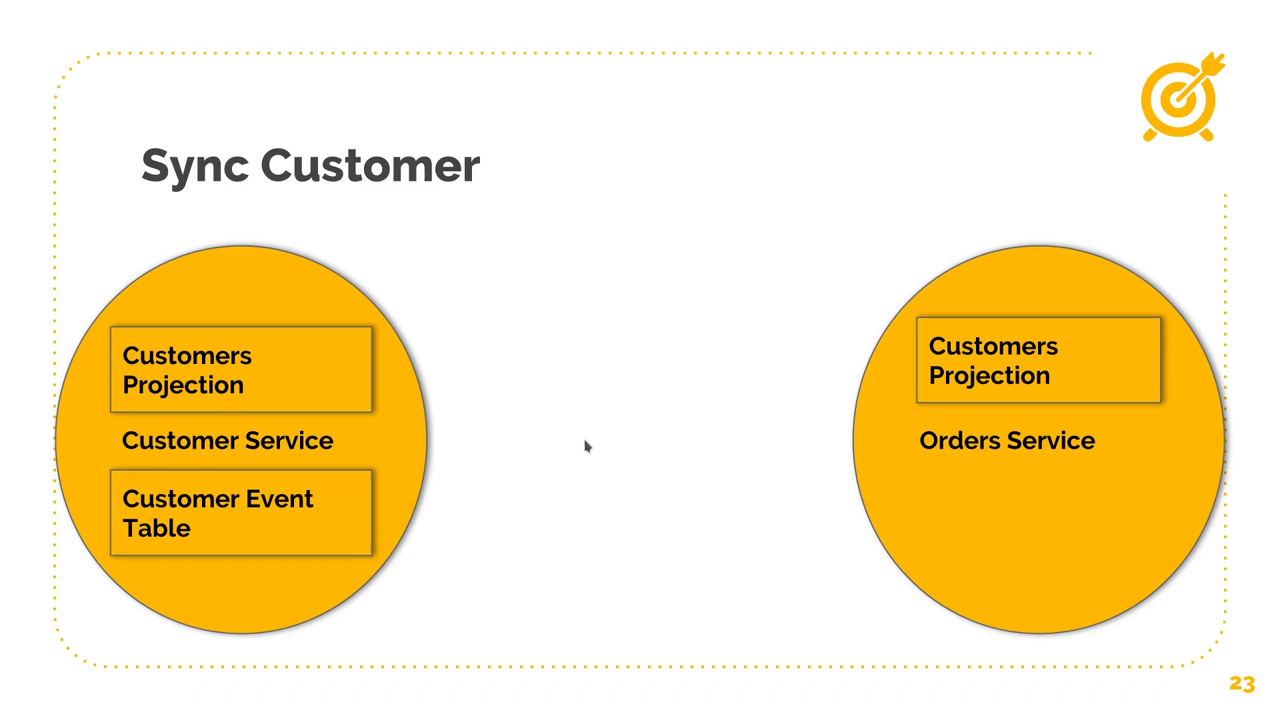 Sync Customer
Customers
Projection
Customer Service
Customer Event
Table
Customers
Projection
Orders Service
23